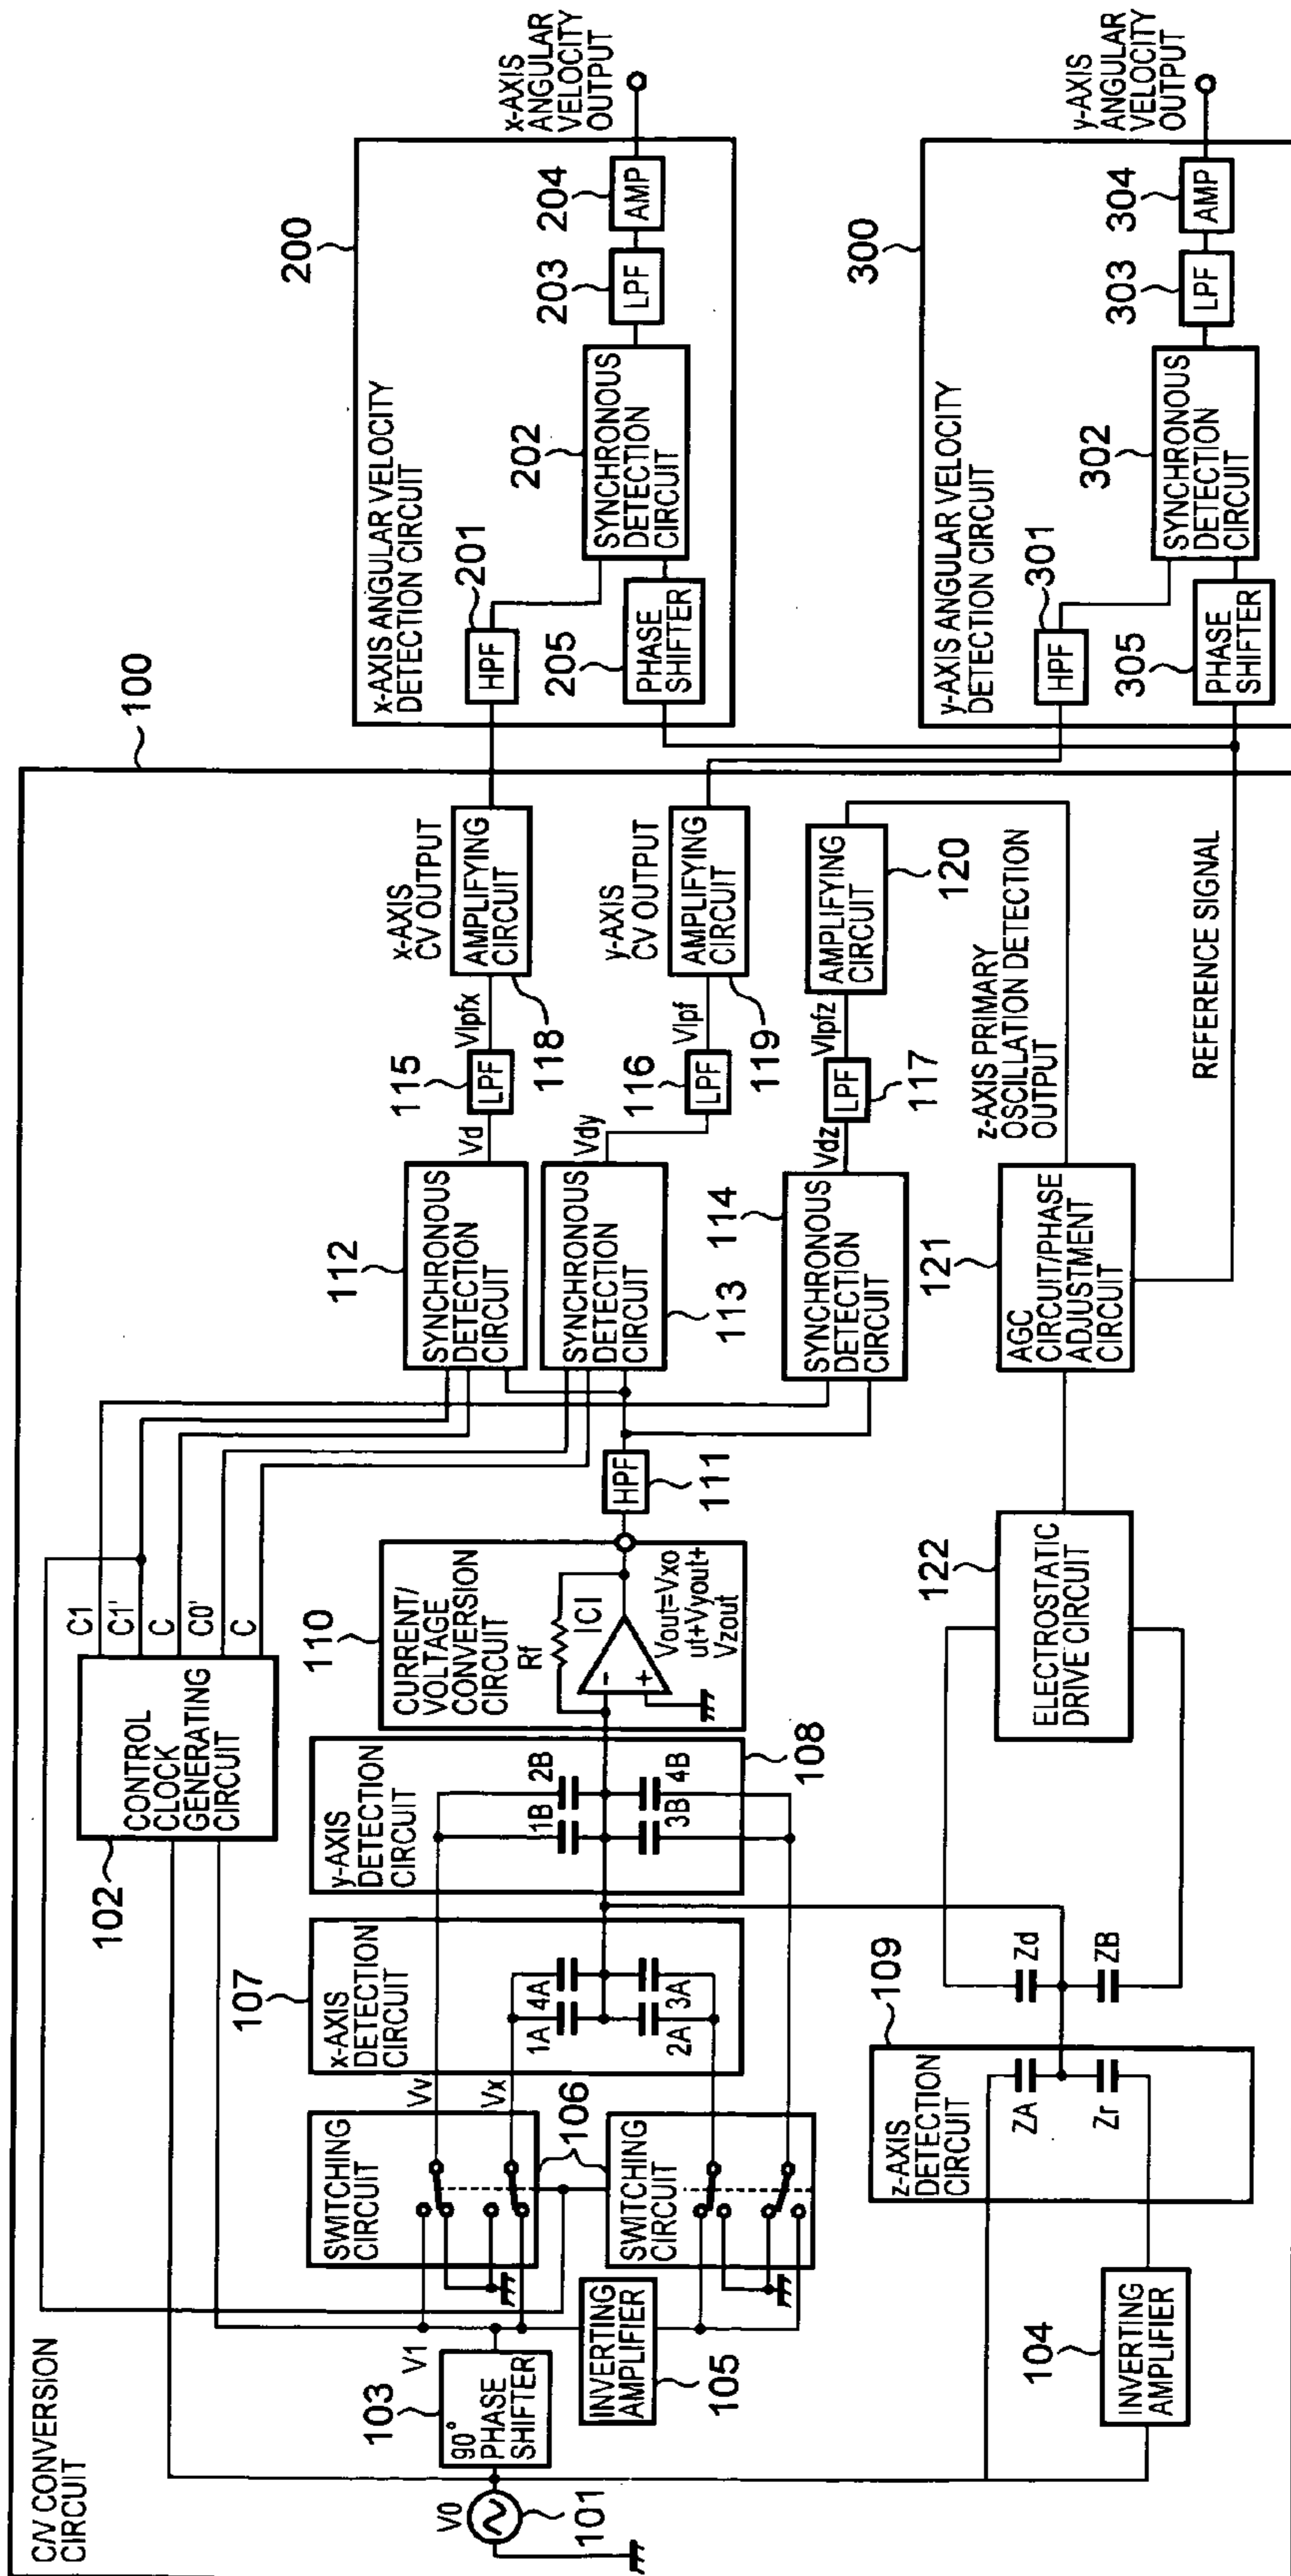 C/V CONVERSION
CIRCUIT
100
102
CONTROL
CLOCK
GENERATING
CIRCUIT
C1
C1'
C
C0'
C
V0
101
103
90°
PHASE
SHIFTER
V1
INVERTING
AMPLIFIER
105
104
INVERTING
AMPLIFIER
SWITCHING
CIRCUIT
106
SWITCHING
CIRCUIT
Vv
Vx
107
x-AXIS
DETECTION
CIRCUIT
1A
4A
2A
3A
y-AXIS
DETECTION
CIRCUIT
1B
2B
3B
4B
108
109
z-AXIS
DETECTION
CIRCUIT
ZA
Zr
Zd
ZB
110
CURRENT/
VOLTAGE
CONVERSION
CIRCUIT
Rf
ICI
-
+
Vout=Vxo
ut+Vyout+
Vzout
HPF
111
112
SYNCHRONOUS
DETECTION
CIRCUIT
SYNCHRONOUS
DETECTION
CIRCUIT
113
114
SYNCHRONOUS
DETECTION
CIRCUIT
Vd
115
LPF
Vlpfx
Vdy
116
LPF
Vlpf
Vdz
LPF
117
Vlpfz
x-AXIS
CV OUTPUT
AMPLIFYING
CIRCUIT
118
y-AXIS
CV OUTPUT
AMPLIFYING
CIRCUIT
119
AMPLIFYING
CIRCUIT
120
z-AXIS PRIMARY
OSCILLATION DETECTION
OUTPUT
121
AGC
CIRCUIT/PHASE
ADJUSTMENT
CIRCUIT
122
ELECTROSTATIC
DRIVE CIRCUIT
REFERENCE SIGNAL
200
x-AXIS ANGULAR VELOCITY
DETECTION CIRCUIT
201
HPF
202
SYNCHRONOUS
DETECTION
CIRCUIT
205
PHASE
SHIFTER
203
LPF
204
AMP
x-AXIS
ANGULAR
VELOCITY
OUTPUT
300
y-AXIS ANGULAR VELOCITY
DETECTION CIRCUIT
301
HPF
302
SYNCHRONOUS
DETECTION
CIRCUIT
305
PHASE
SHIFTER
303
LPF
304
AMP
y-AXIS
ANGULAR
VELOCITY
OUTPUT